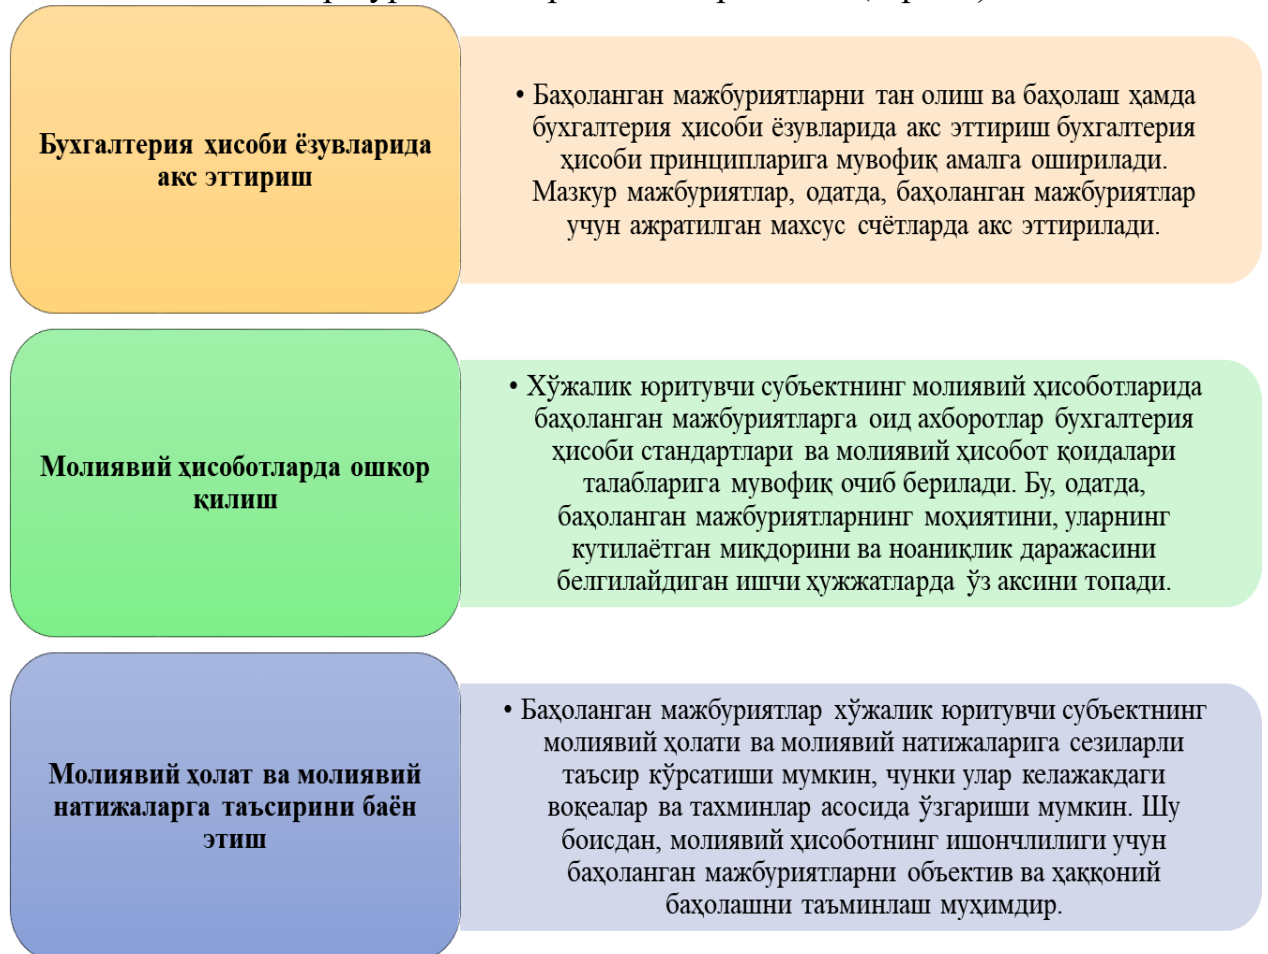 Бухгалтерия ҳисоби ёзувларида
акс эттириш
• Баҳоланган мажбуриятларни тан олиш ва баҳолаш ҳамда
бухгалтерия ҳисоби ёзувларида акс эттириш бухгалтерия
ҳисоби принципларига мувофиқ амалга оширилади.
Мазкур мажбуриятлар, одатда, баҳоланган мажбуриятлар
учун ажратилган махсус счётларда акс эттирилади.
Молиявий ҳисоботларда ошкор
қилиш
• Хўжалик юритувчи субъектнинг молиявий ҳисоботларида
баҳоланган мажбуриятларга оид ахборотлар бухгалтерия
ҳисоби стандартлари ва молиявий ҳисобот қоидалари
талабларига мувофиқ очиб берилади. Бу, одатда,
баҳоланган мажбуриятларнинг моҳиятини, уларнинг
кутилаётган миқдорини ва ноаниқлик даражасини
белгилайдиган ишчи ҳужжатларда ўз аксини топади.
Молиявий ҳолат ва молиявий
натижаларга таъсирини баён
этиш
• Баҳоланган мажбуриятлар хўжалик юритувчи субъектнинг
молиявий ҳолати ва молиявий натижаларига сезиларли
таъсир кўрсатиши мумкин, чунки улар келажакдаги
воқеалар ва тахминлар асосида ўзгариши мумкин. Шу
боисдан, молиявий ҳисоботнинг ишончлилиги учун
баҳоланган мажбуриятларни объектив ва ҳаққоний
баҳолашни таъминлаш муҳимдир.